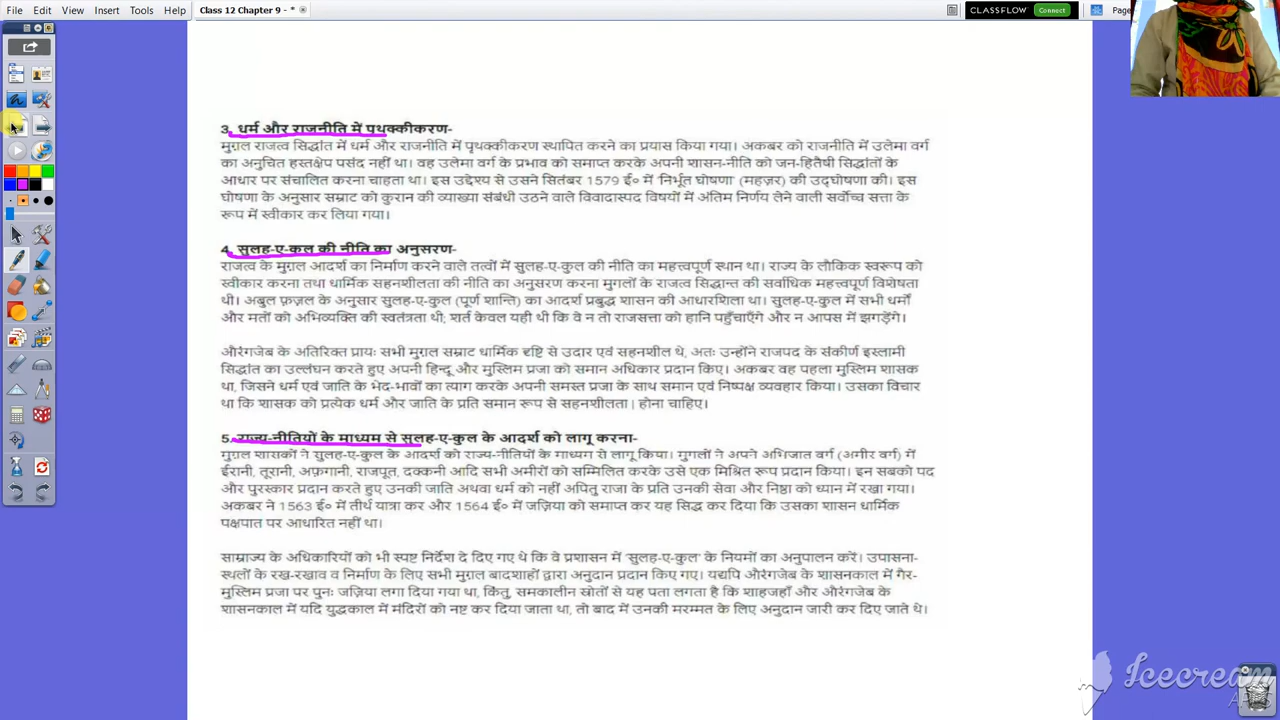 File Edit View Insert Tools Help
Class 12 Chapter 9 - *
CLASSFLOW Connect
Page
3. धर्म और राजनीति में पृथक्कीकरण-
मुग़ल राजत्व सिद्धांत में धर्म और राजनीति में पृथक्कीकरण स्थापित करने का प्रयास किया गया। अकबर को राजनीति में उलेमा वर्ग
का अनुचित हस्तक्षेप पसंद नहीं था। वह उलेमा वर्ग के प्रभाव को समाप्त करके अपनी शासन-नीति को जन-हितैषी सिद्धांतों के
आधार पर संचालित करना चाहता था। इस उद्देश्य से उसने सितंबर 1579 ई० में 'निर्भूत घोषणा' (महज़र) की उद्घोषणा की। इस
घोषणा के अनुसार सम्राट को कुरान की व्याख्या संबंधी उठने वाले विवादास्पद विषयों में अंतिम निर्णय लेने वाली सर्वोच्च सत्ता के
रूप में स्वीकार कर लिया गया।
4. सुलह-ए-कुल की नीति का अनुसरण-
राजत्व के मुग़ल आदर्श का निर्माण करने वाले तत्वों में सुलह-ए-कुल की नीति का महत्त्वपूर्ण स्थान था। राज्य के लौकिक स्वरूप को
स्वीकार करना तथा धार्मिक सहनशीलता की नीति का अनुसरण करना मुगलों के राजत्व सिद्धान्त की सर्वाधिक महत्त्वपूर्ण विशेषता
थी। अबुल फ़ज़ल के अनुसार सुलह-ए-कुल (पूर्ण शान्ति) का आदर्श प्रबुद्ध शासन की आधारशिला था। सुलह-ए-कुल में सभी धर्मों
और मतों को अभिव्यक्ति की स्वतंत्रता थी; शर्त केवल यही थी कि वे न तो राजसत्ता को हानि पहुँचाएँगे और न आपस में झगड़ेंगे।
औरंगजेब के अतिरिक्त प्रायः सभी मुग़ल सम्राट धार्मिक दृष्टि से उदार एवं सहनशील थे, अतः उन्होंने राजपद के संकीर्ण इस्लामी
सिद्धांत का उल्लंघन करते हुए अपनी हिन्दू और मुस्लिम प्रजा को समान अधिकार प्रदान किए। अकबर वह पहला मुस्लिम शासक
था, जिसने धर्म एवं जाति के भेद-भावों का त्याग करके अपनी समस्त प्रजा के साथ समान एवं निष्पक्ष व्यवहार किया। उसका विचार
था कि शासक को प्रत्येक धर्म और जाति के प्रति समान रूप से सहनशीलता | होना चाहिए।
5. राज्य-नीतियों के माध्यम से सुलह-ए-कुल के आदर्श को लागू करना-
मुग़ल शासकों ने सुलह-ए-कुल के आदर्श को राज्य-नीतियों के माध्यम से लागू किया। मुगलों ने अपने अभिजात वर्ग (अमीर वर्ग) में
ईरानी, तूरानी, अफ़गानी, राजपूत, दक्कनी आदि सभी अमीरों को सम्मिलित करके उसे एक मिश्रित रूप प्रदान किया। इन सबको पद
और पुरस्कार प्रदान करते हुए उनकी जाति अथवा धर्म को नहीं अपितु राजा के प्रति उनकी सेवा और निष्ठा को ध्यान में रखा गया।
अकबर ने 1563 ई० में तीर्थ यात्रा कर और 1564 ई० में जज़िया को समाप्त कर यह सिद्ध कर दिया कि उसका शासन धार्मिक
पक्षपात पर आधारित नहीं था।
साम्राज्य के अधिकारियों को भी स्पष्ट निर्देश दे दिए गए थे कि वे प्रशासन में 'सुलह-ए-कुल' के नियमों का अनुपालन करें। उपासना-
स्थलों के रख-रखाव व निर्माण के लिए सभी मुग़ल बादशाहों द्वारा अनुदान प्रदान किए गए। यद्यपि औरंगजेब के शासनकाल में गैर-
मुस्लिम प्रजा पर पुनः जज़िया लगा दिया गया था, किंतु, समकालीन स्रोतों से यह पता लगता है कि शाहजहाँ और औरंगजेब के
शासनकाल में यदि युद्धकाल में मंदिरों को नष्ट कर दिया जाता था, तो बाद में उनकी मरम्मत के लिए अनुदान जारी कर दिए जाते थे।
Icecream
APPS